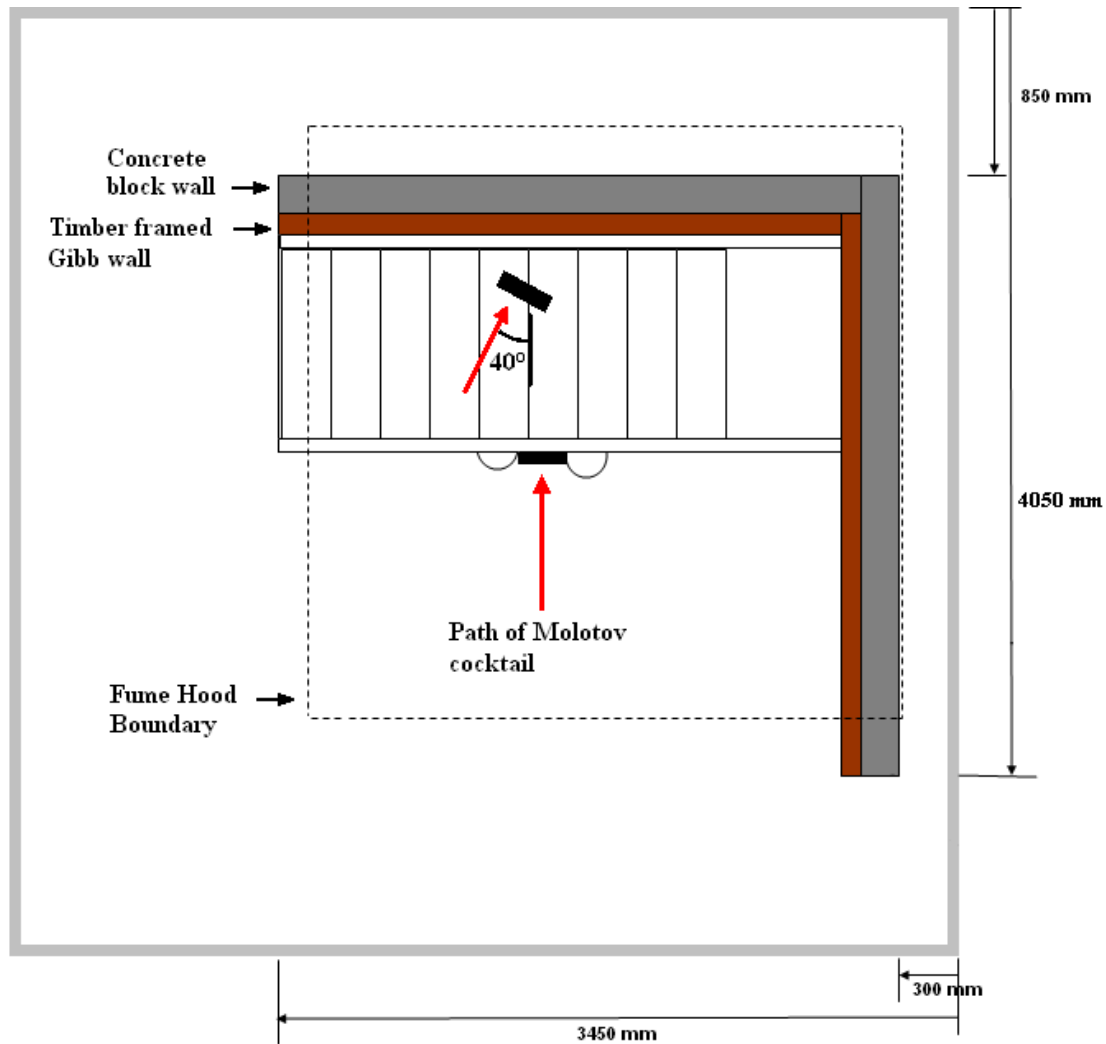 850 mm
Concrete
block wall
Timber framed
Gibb wall
40°
4050 mm
Path of Molotov
cocktail
Fume Hood
Boundary
300 mm
3450 mm